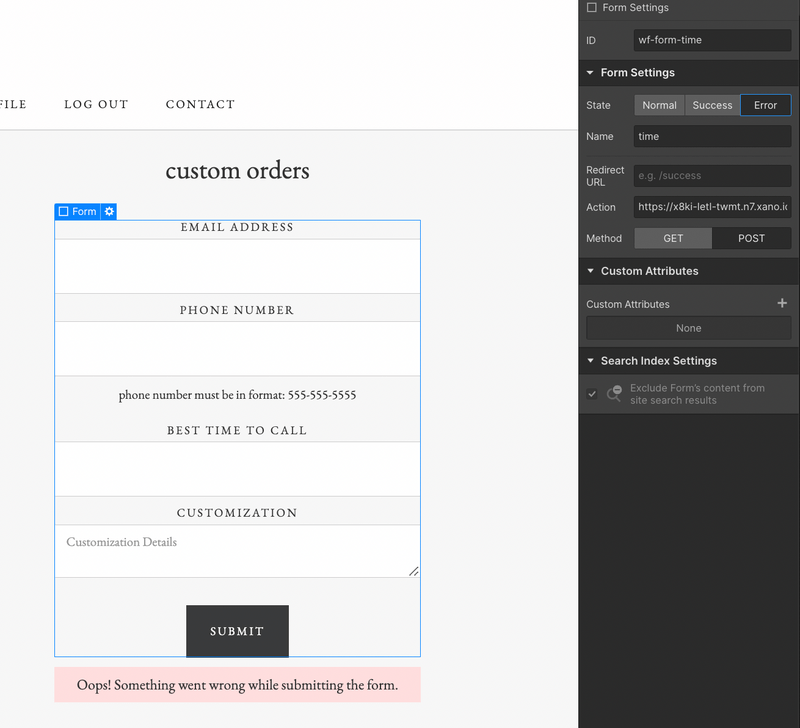 FILE LOG OUT CONTACT
custom orders
Form
EMAIL ADDRESS
PHONE NUMBER
phone number must be in format: 555-555-5555
BEST TIME TO CALL
CUSTOMIZATION
Customization Details
SUBMIT
Oops! Something went wrong while submitting the form.
Form Settings
ID wf-form-time
Form Settings
State Normal Success Error
Name time
Redirect URL e.g. /success
Action https://x8ki-letl-twmt.n7.xano.io
Method GET POST
Custom Attributes
Custom Attributes
None
Search Index Settings
Exclude Form's content from
site search results